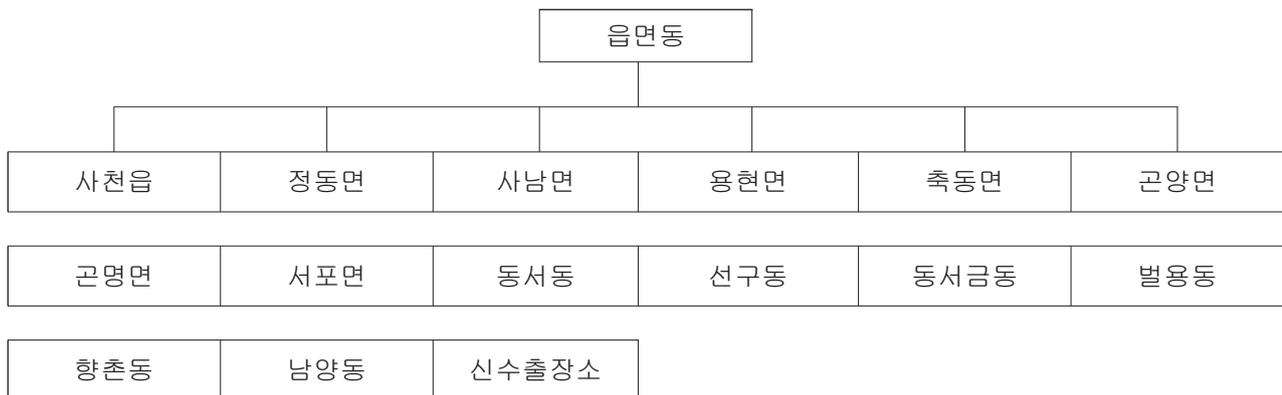 읍면동
사천읍 정동면 사남면 용현면 축동면 곤양면
곤명면 서포면 동서동 선구동 동서금동 벌용동
향촌동 남양동 신수출장소